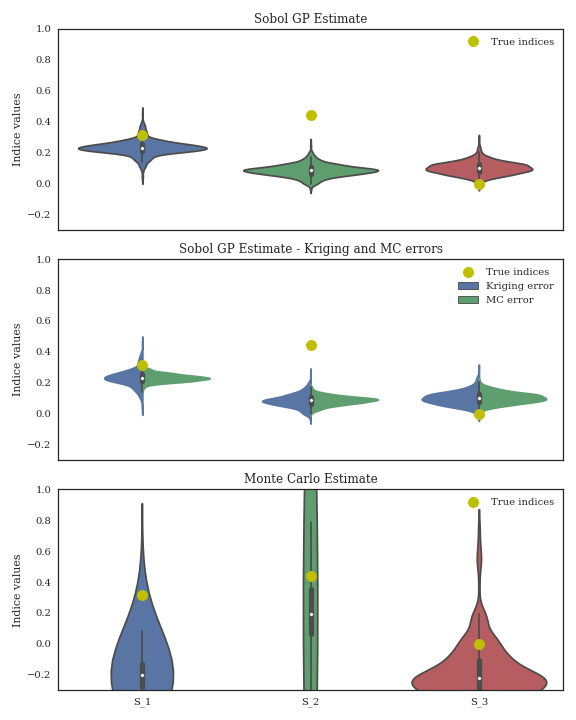 Sobol GP Estimate
1.0
True indices
0.8
0.6
0.4
0.2
0.0
−0.2
Indice values
Sobol GP Estimate - Kriging and MC errors
1.0
True indices
Kriging error
MC error
0.8
0.6
0.4
0.2
0.0
−0.2
Indice values
Monte Carlo Estimate
1.0
True indices
0.8
0.6
0.4
0.2
0.0
−0.2
Indice values
S_1 S_2 S_3